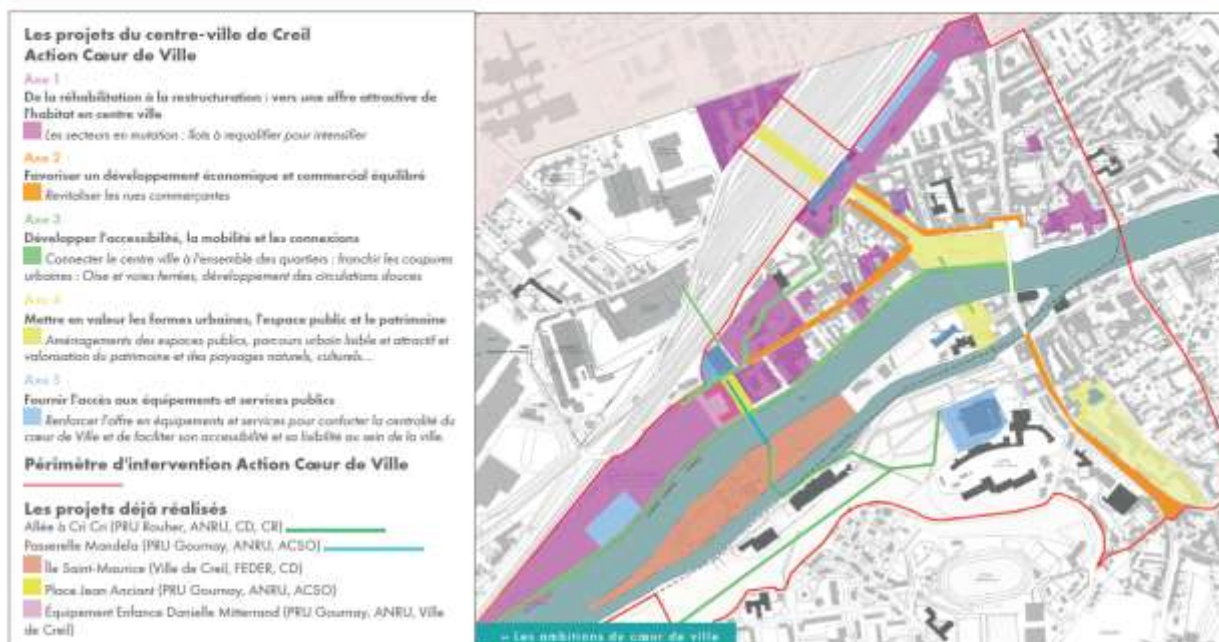 Les projets du centre-ville de Creil
Action Cœur de Ville
Axe 1
De la réhabilitation à la restructuration : vers une offre attractive de
l'habitat en centre ville
Les secteurs en mutation : îlots à requalifier pour intensifier
Axe 2
Favoriser un développement économique et commercial équilibré
Revitaliser les rues commerçantes
Axe 3
Développer l'accessibilité, la mobilité et les connexions
Connecter le centre ville à l'ensemble des quartiers : franchir les coupures
urbaines : Oise et voies ferrées, développement des circulations douces
Axe 4
Mettre en valeur les formes urbaines, l'espace public et le patrimoine
Aménagements des espaces publics, parcours urbain lisible et attractif et
valorisation du patrimoine et des paysages naturels, culturels...
Axe 5
Fournir l'accès aux équipements et services publics
Renforcer l'offre en équipements et services pour conforter la centralité du
cœur de Ville et de faciliter son accessibilité et sa lisibilité au sein de la ville.
Périmètre d'intervention Action Cœur de Ville
Les projets déjà réalisés
Allée à Cri Cri (PRU Rouher, ANRU, CD, CR)
Passerelle Mandela (PRU Gournay, ANRU, ACSO)
Île Saint-Maurice (Ville de Creil, FEDER, CD)
Place Jean Anciant (PRU Gournay, ANRU, ACSO)
Équipement Enfance Danielle Mitterrand (PRU Gournay, ANRU, Ville
de Creil)
Les ambitions de cœur de ville